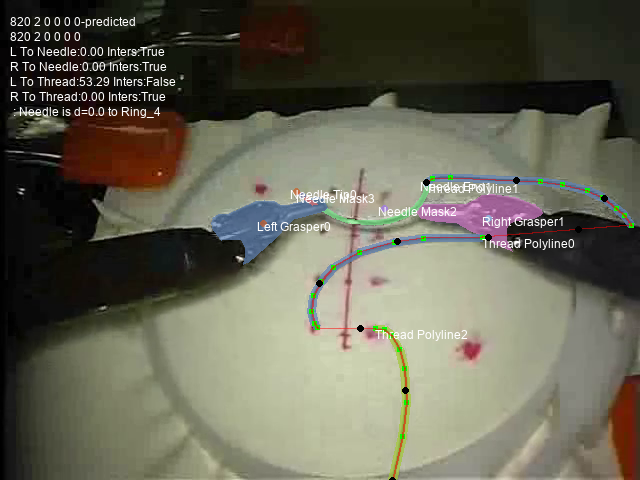 820 2 0 0 0 0-predicted
820 2 0 0 0 0
L To Needle:0.00 Inters:True
R To Needle:0.00 Inters:True
L To Thread:53.29 Inters:False
R To Thread:0.00 Inters:True
: Needle is d=0.0 to Ring_4
Needle End1
Thread Polyline1
Needle Tip0
Needle Mask3
Needle Mask2
Left Grasper0
Right Grasper1
Thread Polyline0
Thread Polyline2